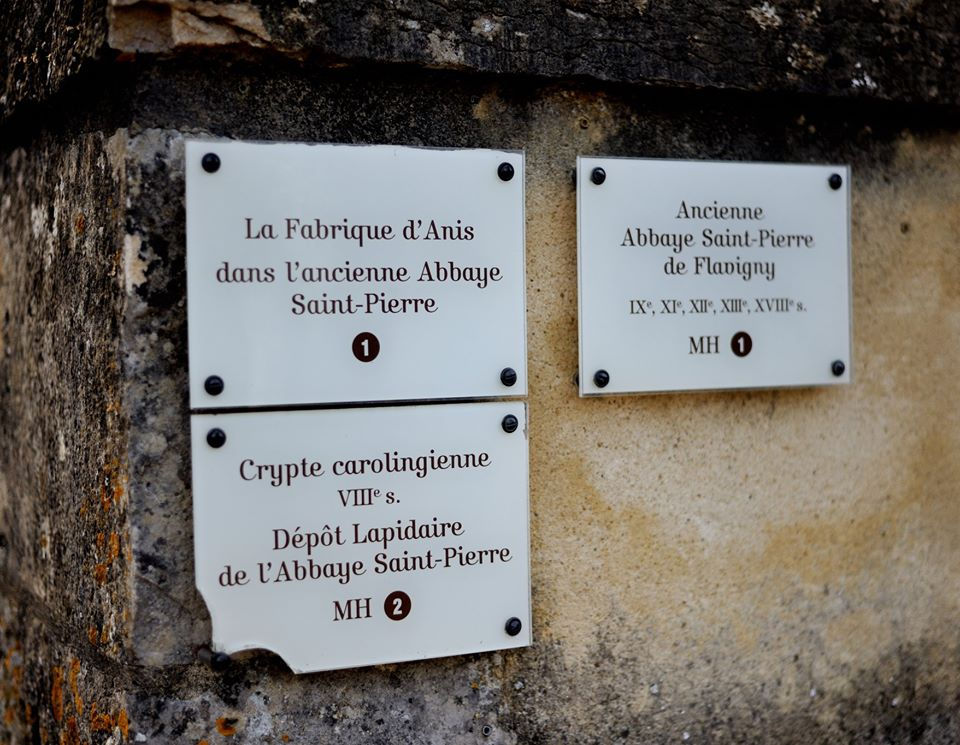 La Fabrique d'Anis
dans l'ancienne Abbaye
Saint-Pierre
1
Crypte carolingienne
VIIIᵉ s.
Dépôt Lapidaire
de l'Abbaye Saint-Pierre
MH 2
Ancienne
Abbaye Saint-Pierre
de Flavigny
IXᵉ, XIᵉ, XIIᵉ, XIIIᵉ, XVIIIᵉ s.
MH 1